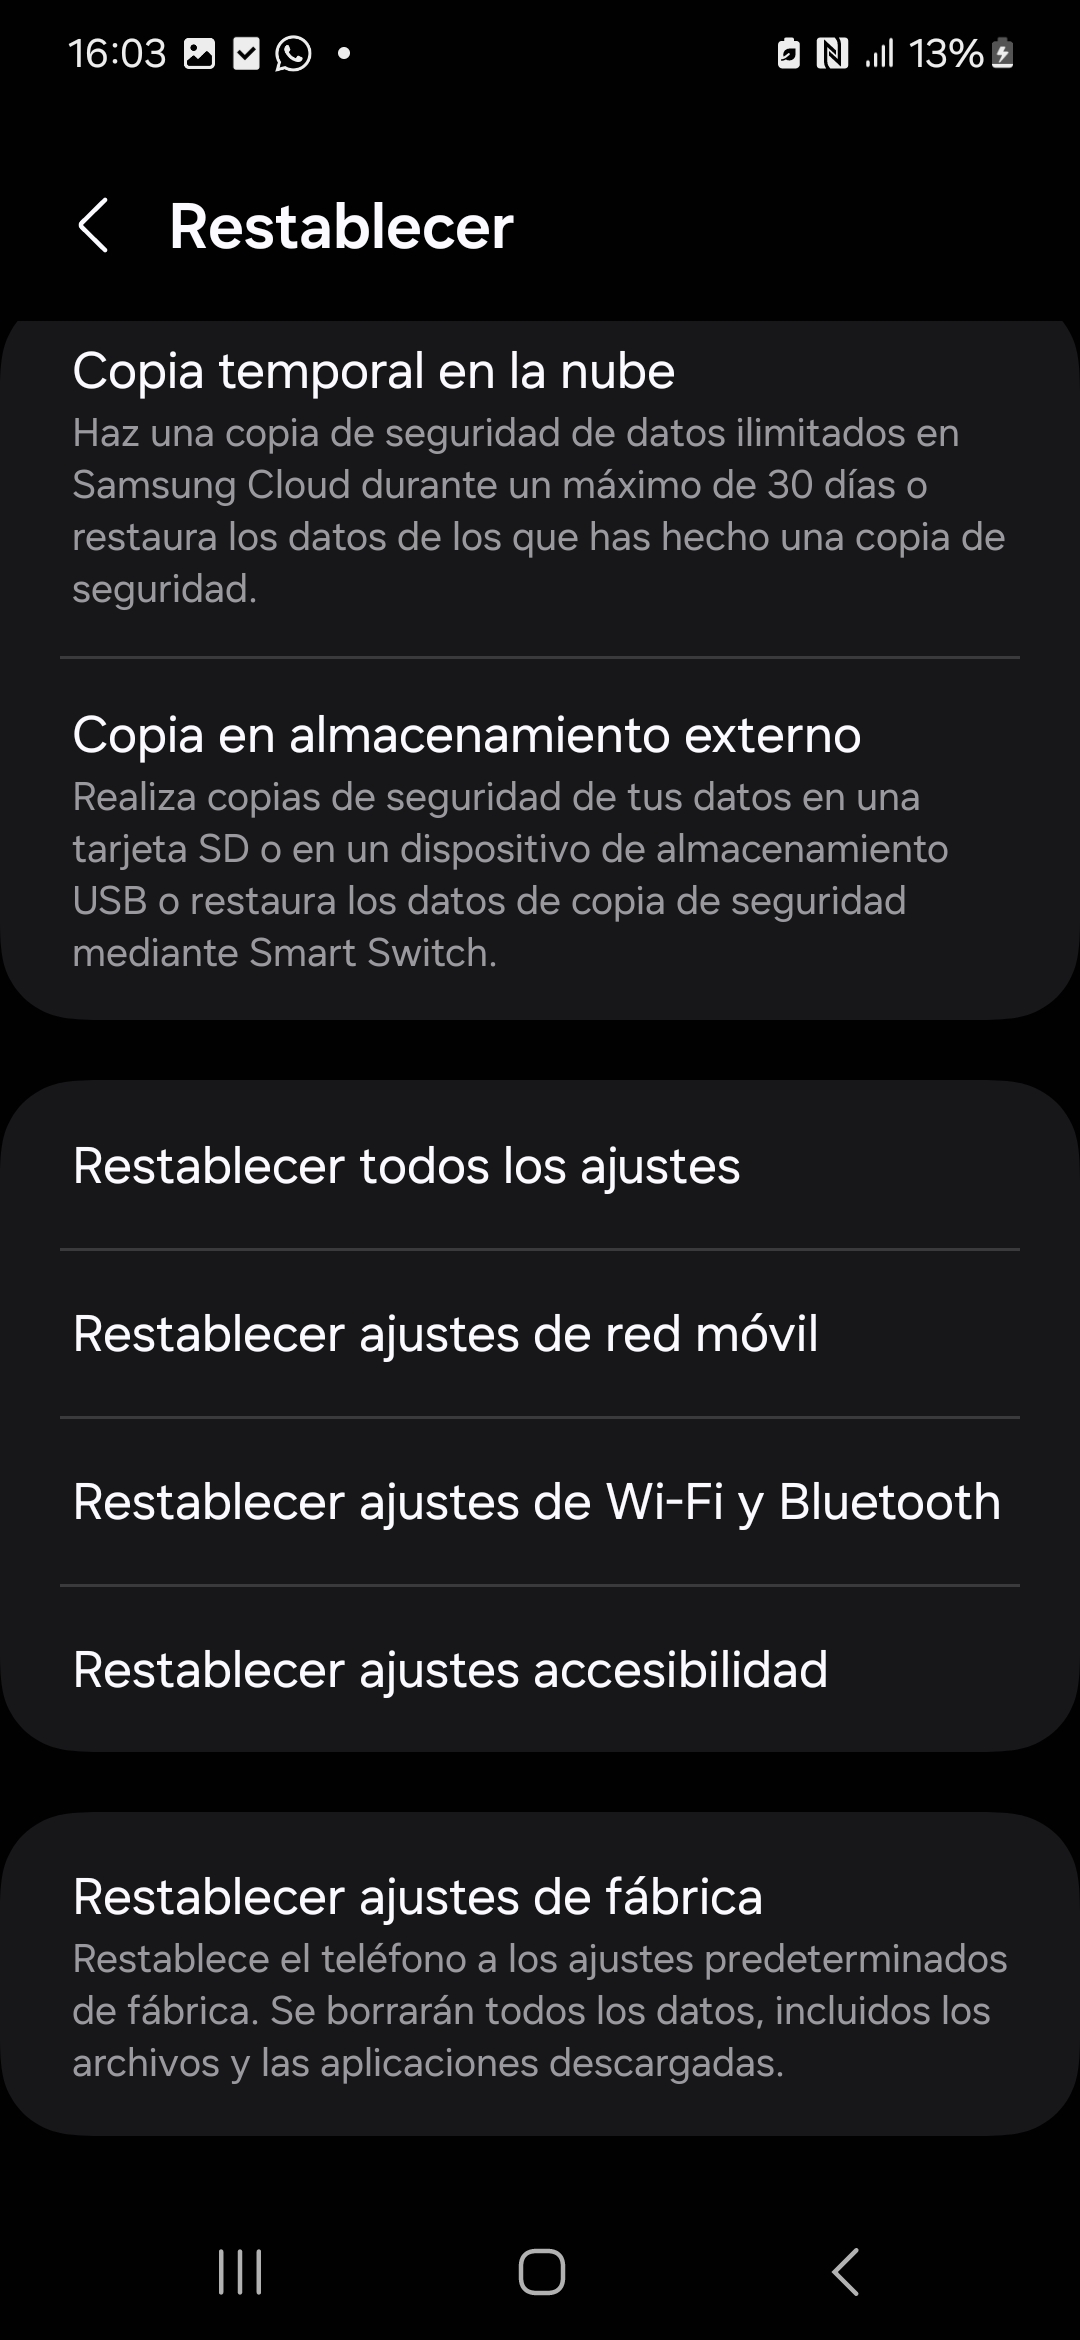 16:03
13%
Restablecer
Copia temporal en la nube
Haz una copia de seguridad de datos ilimitados en
Samsung Cloud durante un máximo de 30 días o
restaura los datos de los que has hecho una copia de
seguridad.
Copia en almacenamiento externo
Realiza copias de seguridad de tus datos en una
tarjeta SD o en un dispositivo de almacenamiento
USB o restaura los datos de copia de seguridad
mediante Smart Switch.
Restablecer todos los ajustes
Restablecer ajustes de red móvil
Restablecer ajustes de Wi-Fi y Bluetooth
Restablecer ajustes accesibilidad
Restablecer ajustes de fábrica
Restablece el teléfono a los ajustes predeterminados
de fábrica. Se borrarán todos los datos, incluidos los
archivos y las aplicaciones descargadas.